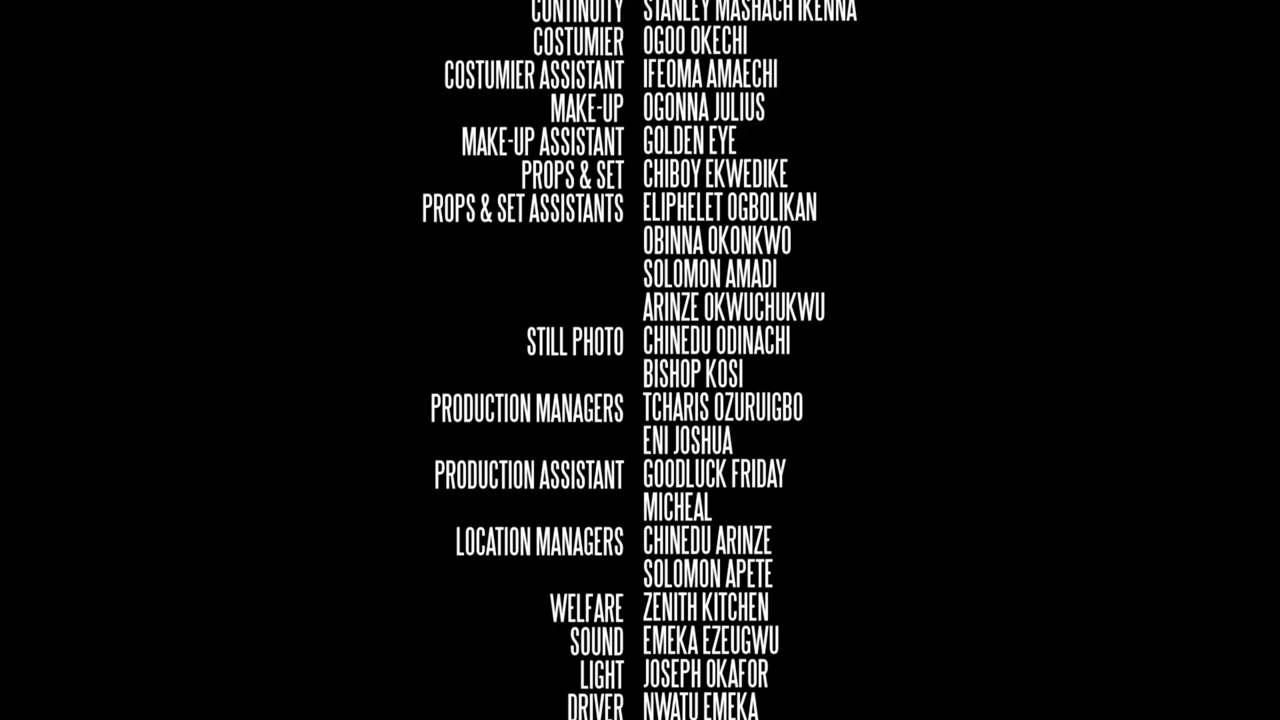 CONTINUITY STANLEY MASHACH IKENNA
COSTUMIER OGOO OKECHI
COSTUMIER ASSISTANT IFEOMA AMAECHI
MAKE-UP OGONNA JULIUS
MAKE-UP ASSISTANT GOLDEN EYE
PROPS & SET CHIBOY EKWEDIKE
PROPS & SET ASSISTANTS ELIPHELET OGBOLIKAN
OBINNA OKONKWO
SOLOMON AMADI
ARINZE OKWUCHUKWU
STILL PHOTO CHINEDU ODINACHI
BISHOP KOSI
PRODUCTION MANAGERS TCHARIS OZURUIGBO
ENI JOSHUA
PRODUCTION ASSISTANT GOODLUCK FRIDAY
MICHEAL
LOCATION MANAGERS CHINEDU ARINZE
SOLOMON APETE
WELFARE ZENITH KITCHEN
SOUND EMEKA EZEUGWU
LIGHT JOSEPH OKAFOR
DRIVER NWATU EMEKA